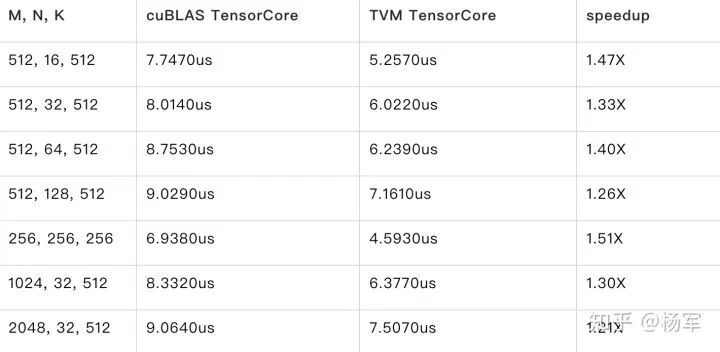 M, N, K cuBLAS TensorCore TVM TensorCore speedup
512, 16, 512 7.7470us 5.2570us 1.47X
512, 32, 512 8.0140us 6.0220us 1.33X
512, 64, 512 8.7530us 6.2390us 1.40X
512, 128, 512 9.0290us 7.1610us 1.26X
256, 256, 256 6.9380us 4.5930us 1.51X
1024, 32, 512 8.3320us 6.3770us 1.30X
2048, 32, 512 9.0640us 7.5070us 1.21X
知乎 @杨军